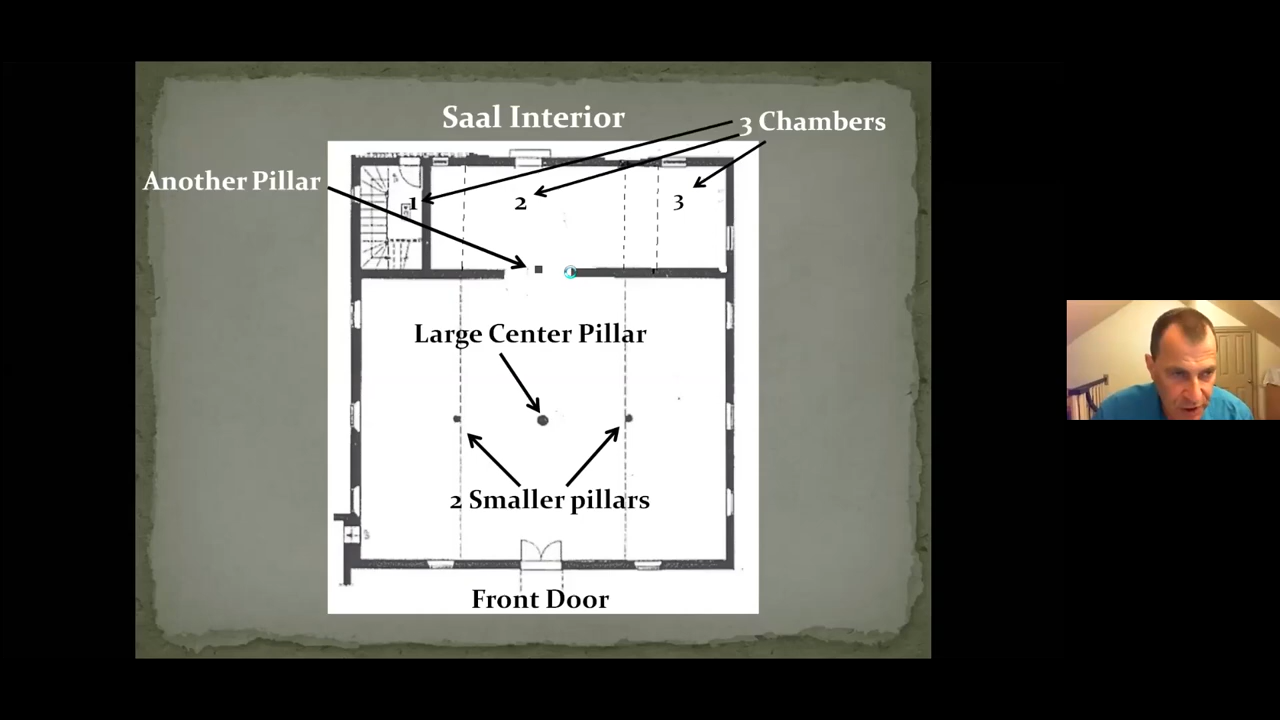 Saal Interior
3 Chambers
Another Pillar
1
2
3
Large Center Pillar
2 Smaller pillars
Front Door